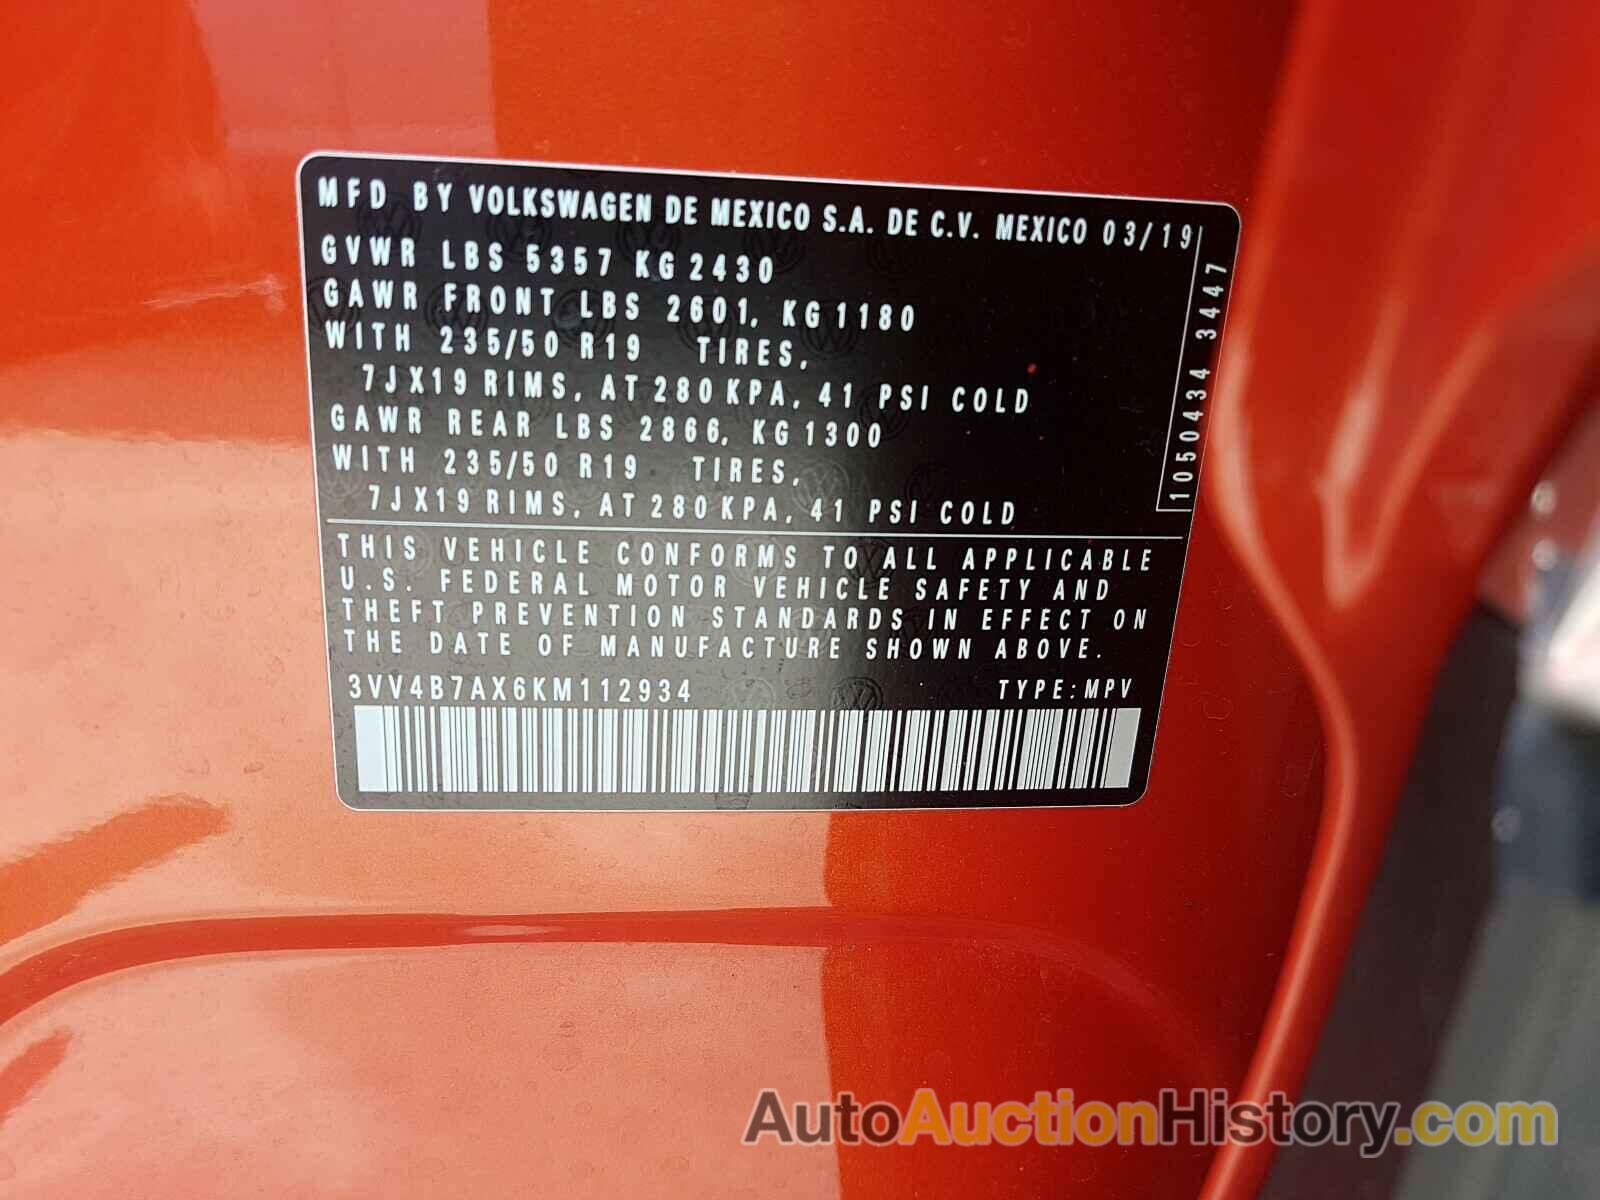 MFD BY VOLKSWAGEN DE MEXICO S.A. DE C.V. MEXICO 03/19
GVWR LBS 5357 KG 2430
GAWR FRONT LBS 2601, KG 1180
WITH 235/50 R19 TIRES,
7JX19 RIMS, AT 280 KPA, 41 PSI COLD
GAWR REAR LBS 2866, KG 1300
WITH 235/50 R19 TIRES,
7JX19 RIMS, AT 280 KPA, 41 PSI COLD
1050434 3447
THIS VEHICLE CONFORMS TO ALL APPLICABLE
U.S. FEDERAL MOTOR VEHICLE SAFETY AND
THEFT PREVENTION STANDARDS IN EFFECT ON
THE DATE OF MANUFACTURE SHOWN ABOVE.
3VV4B7AX6KM112934 TYPE: MPV
AutoAuctionHistory.com